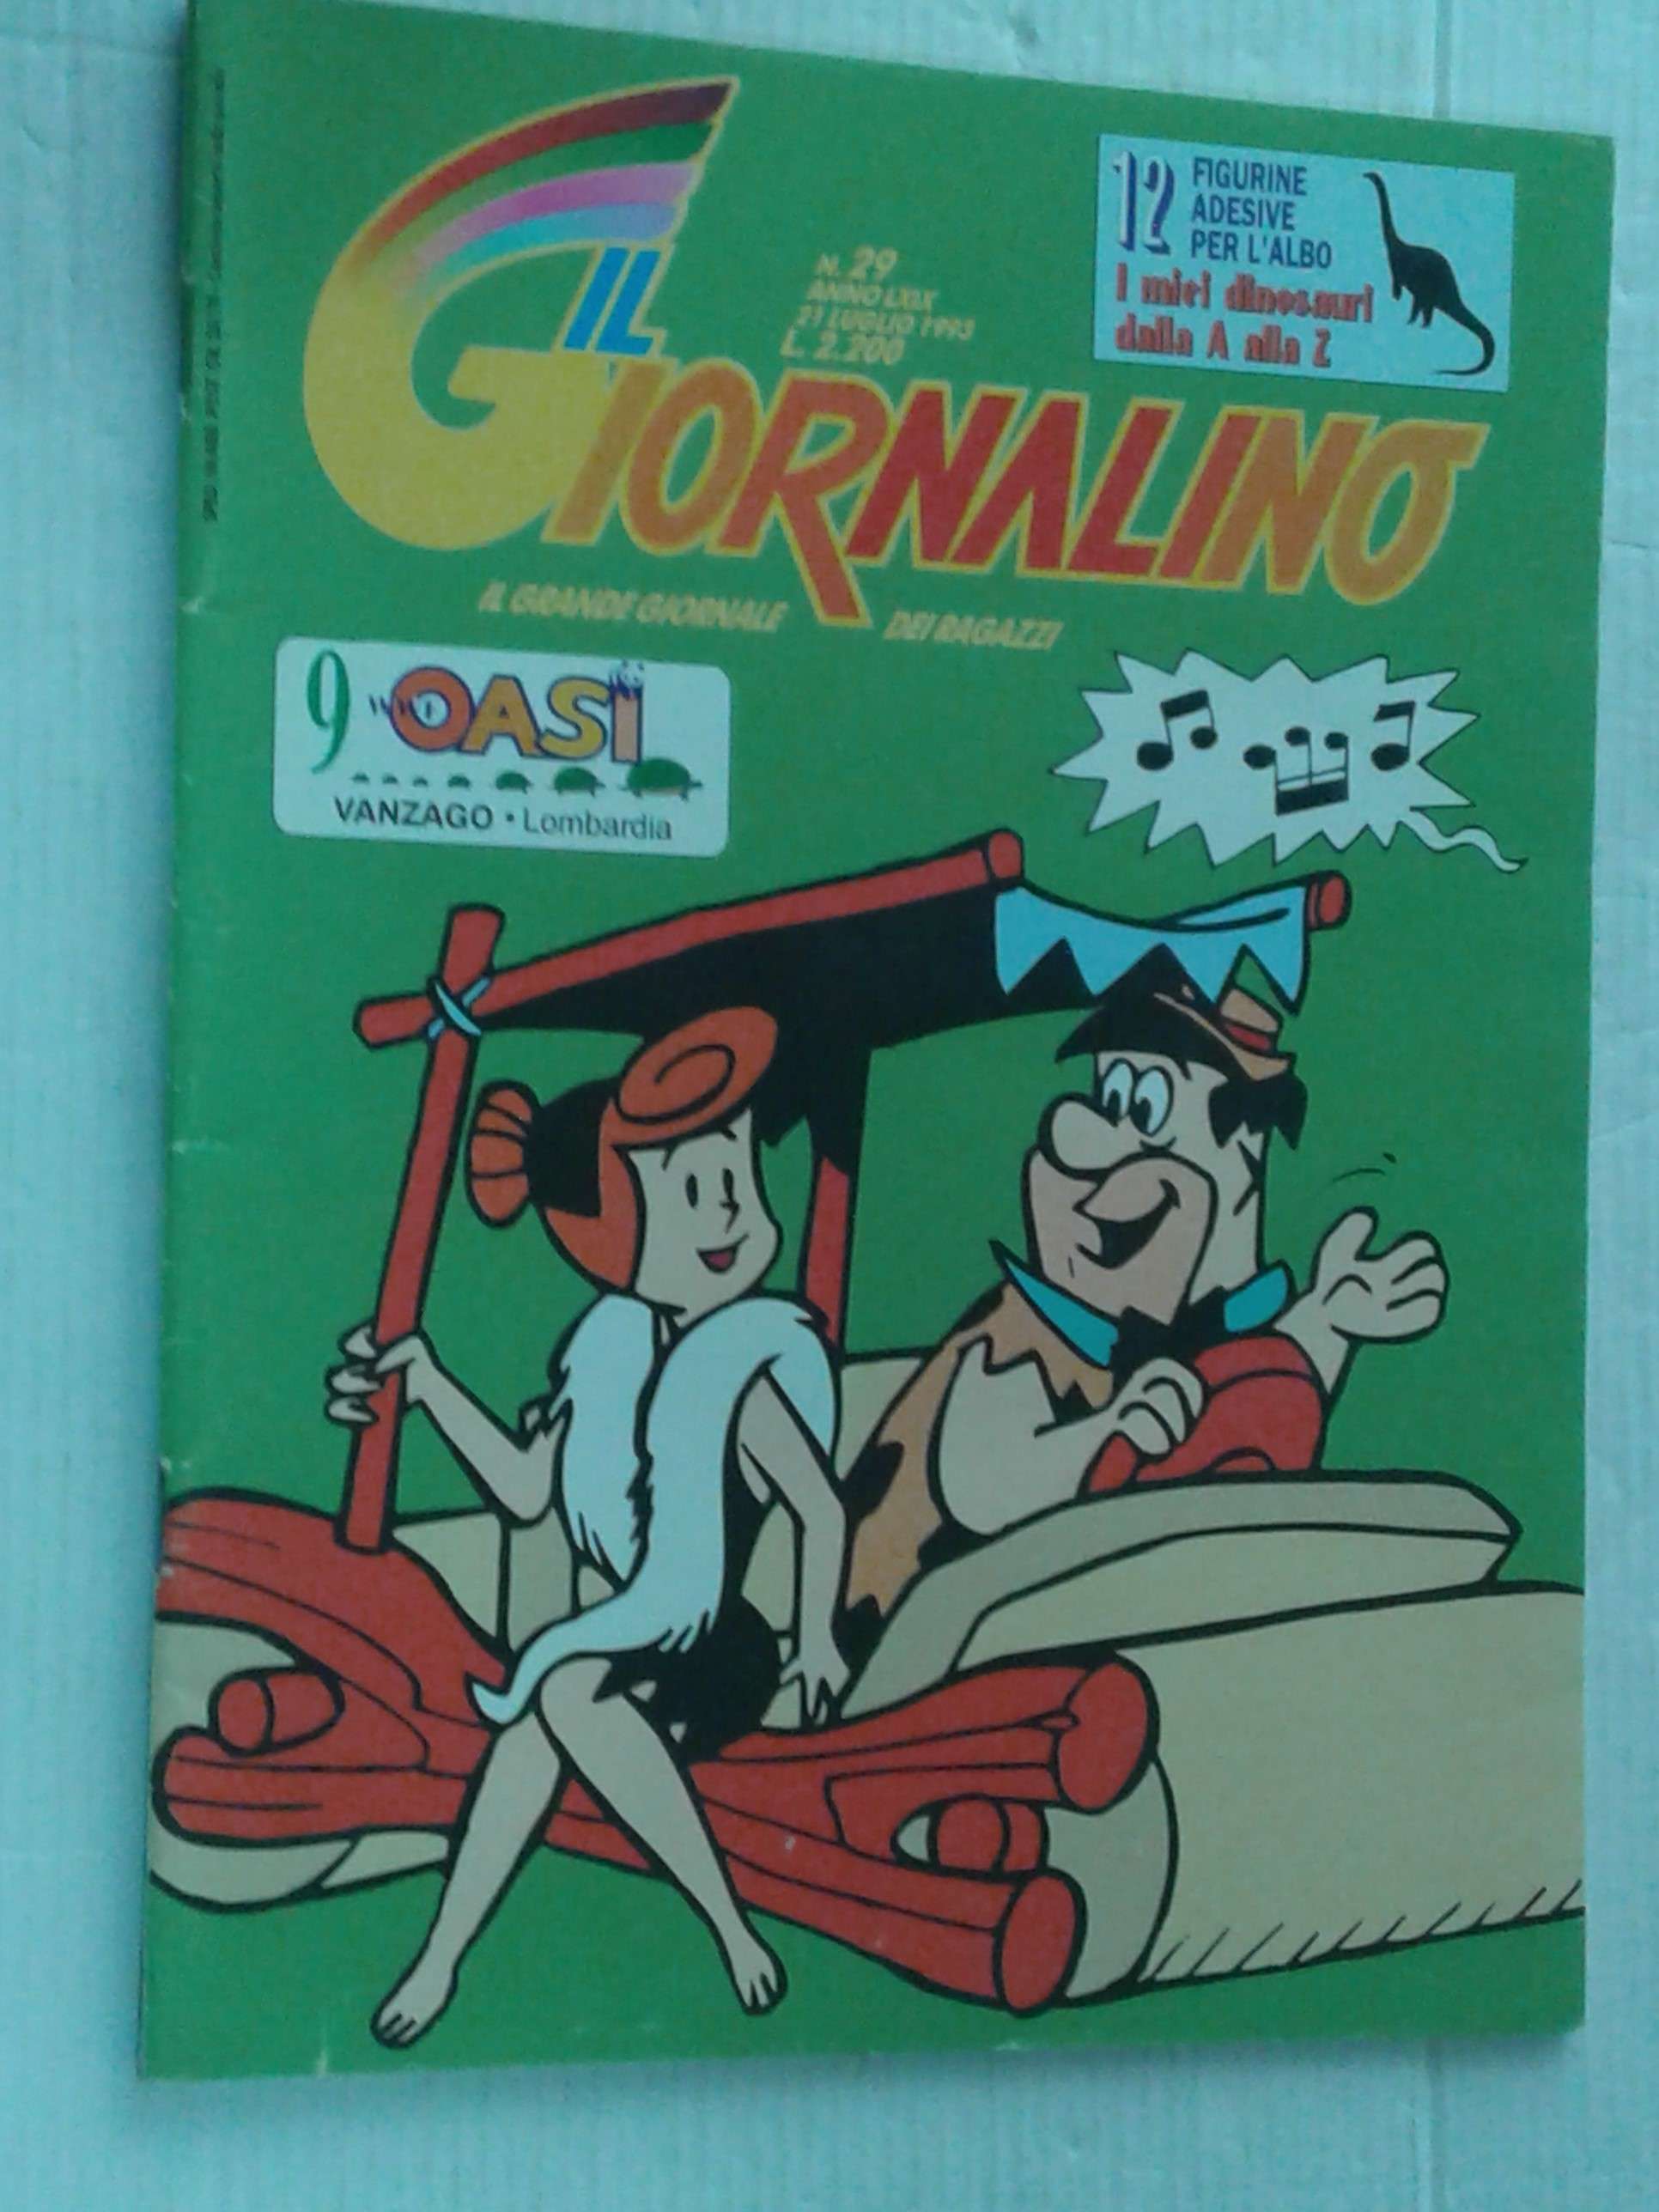 IL
GIORNALINO
N. 29
ANNO LXIX
21 LUGLIO 1993
L. 2.200
12 FIGURINE
ADESIVE
PER L'ALBO
I miei dinosauri
dalla A alla Z
IL GRANDE GIORNALE DEI RAGAZZI
9 OASI
VANZAGO • Lombardia